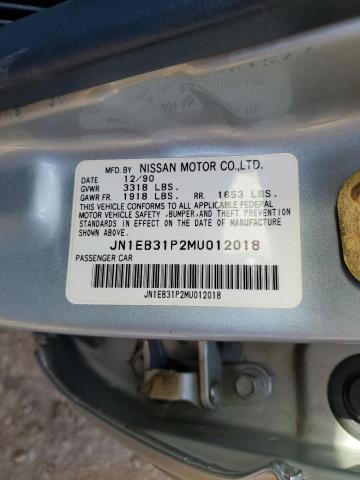 MFD. BY NISSAN MOTOR CO., LTD.
DATE 12/90
GVWR 3318 LBS.
GAWR FR. 1918 LBS. RR. 1653 LBS.
THIS VEHICLE CONFORMS TO ALL APPLICABLE FEDERAL
MOTOR VEHICLE SAFETY, BUMPER, AND THEFT PREVENTION
STANDARDS IN EFFECT ON THE DATE OF MANUFACTURE
SHOWN ABOVE.
JN1EB31P2MU012018
PASSENGER CAR
JN1EB31P2MU012018